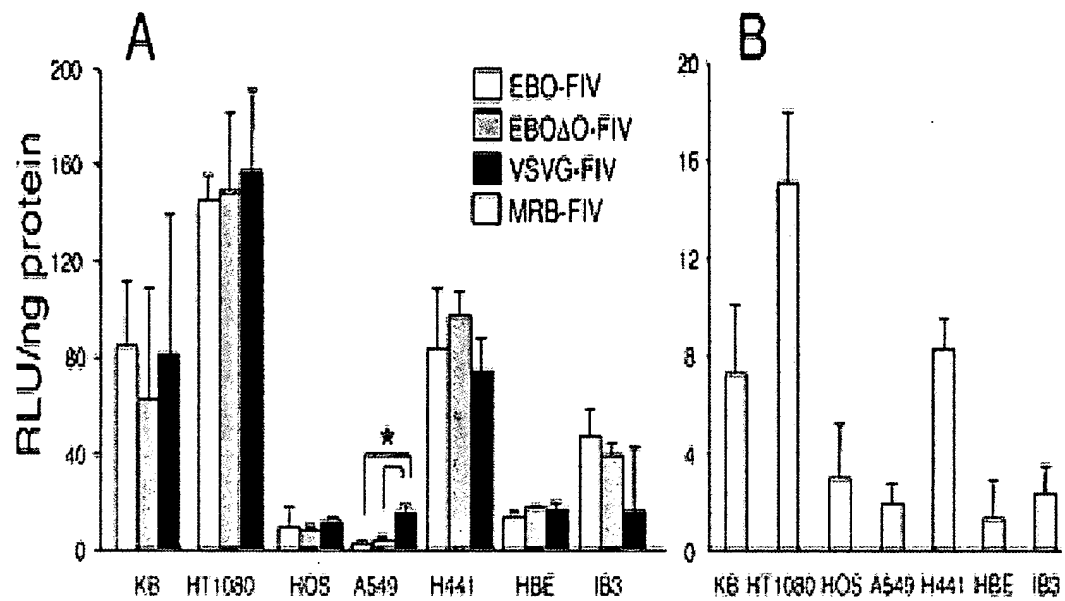 A
B
RLU/ng protein
200
160
120
80
40
0
EBO-FIV
EBOΔO-FIV
VSVG-FIV
MRB-FIV
*
KB HT1080 HOS A549 H441 HBE IB3
20
16
12
8
4
0
KB HT1080 HOS A549 H441 HBE IB3